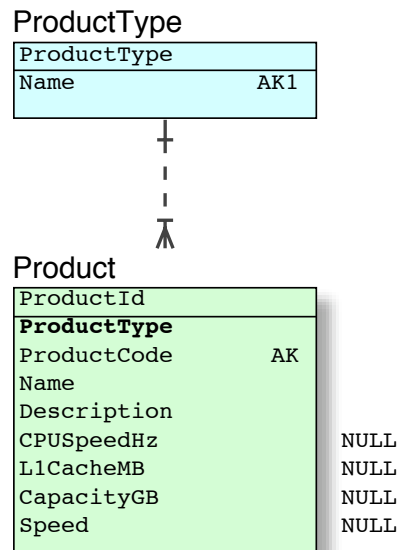 ProductType
ProductType
Name AK1
Product
ProductId
ProductType
ProductCode AK
Name
Description
CPUSpeedHz NULL
L1CacheMB NULL
CapacityGB NULL
Speed NULL